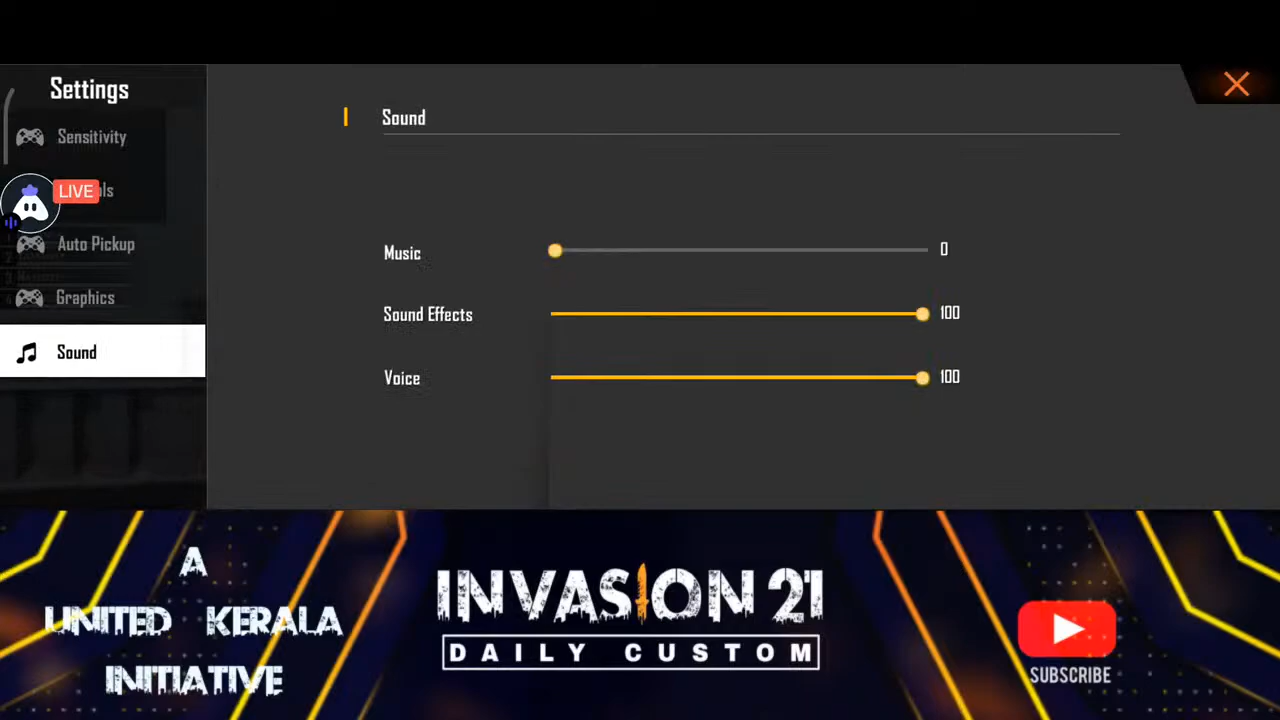 Settings
Sensitivity
LIVE
Auto Pickup
Graphics
Sound
Sound
Music 0
Sound Effects 100
Voice 100
A
UNITED KERALA
INITIATIVE
INVASION 21
DAILY CUSTOM
SUBSCRIBE